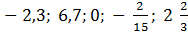 − 2,3; 6,7; 0; − 2/15; 2 2/3